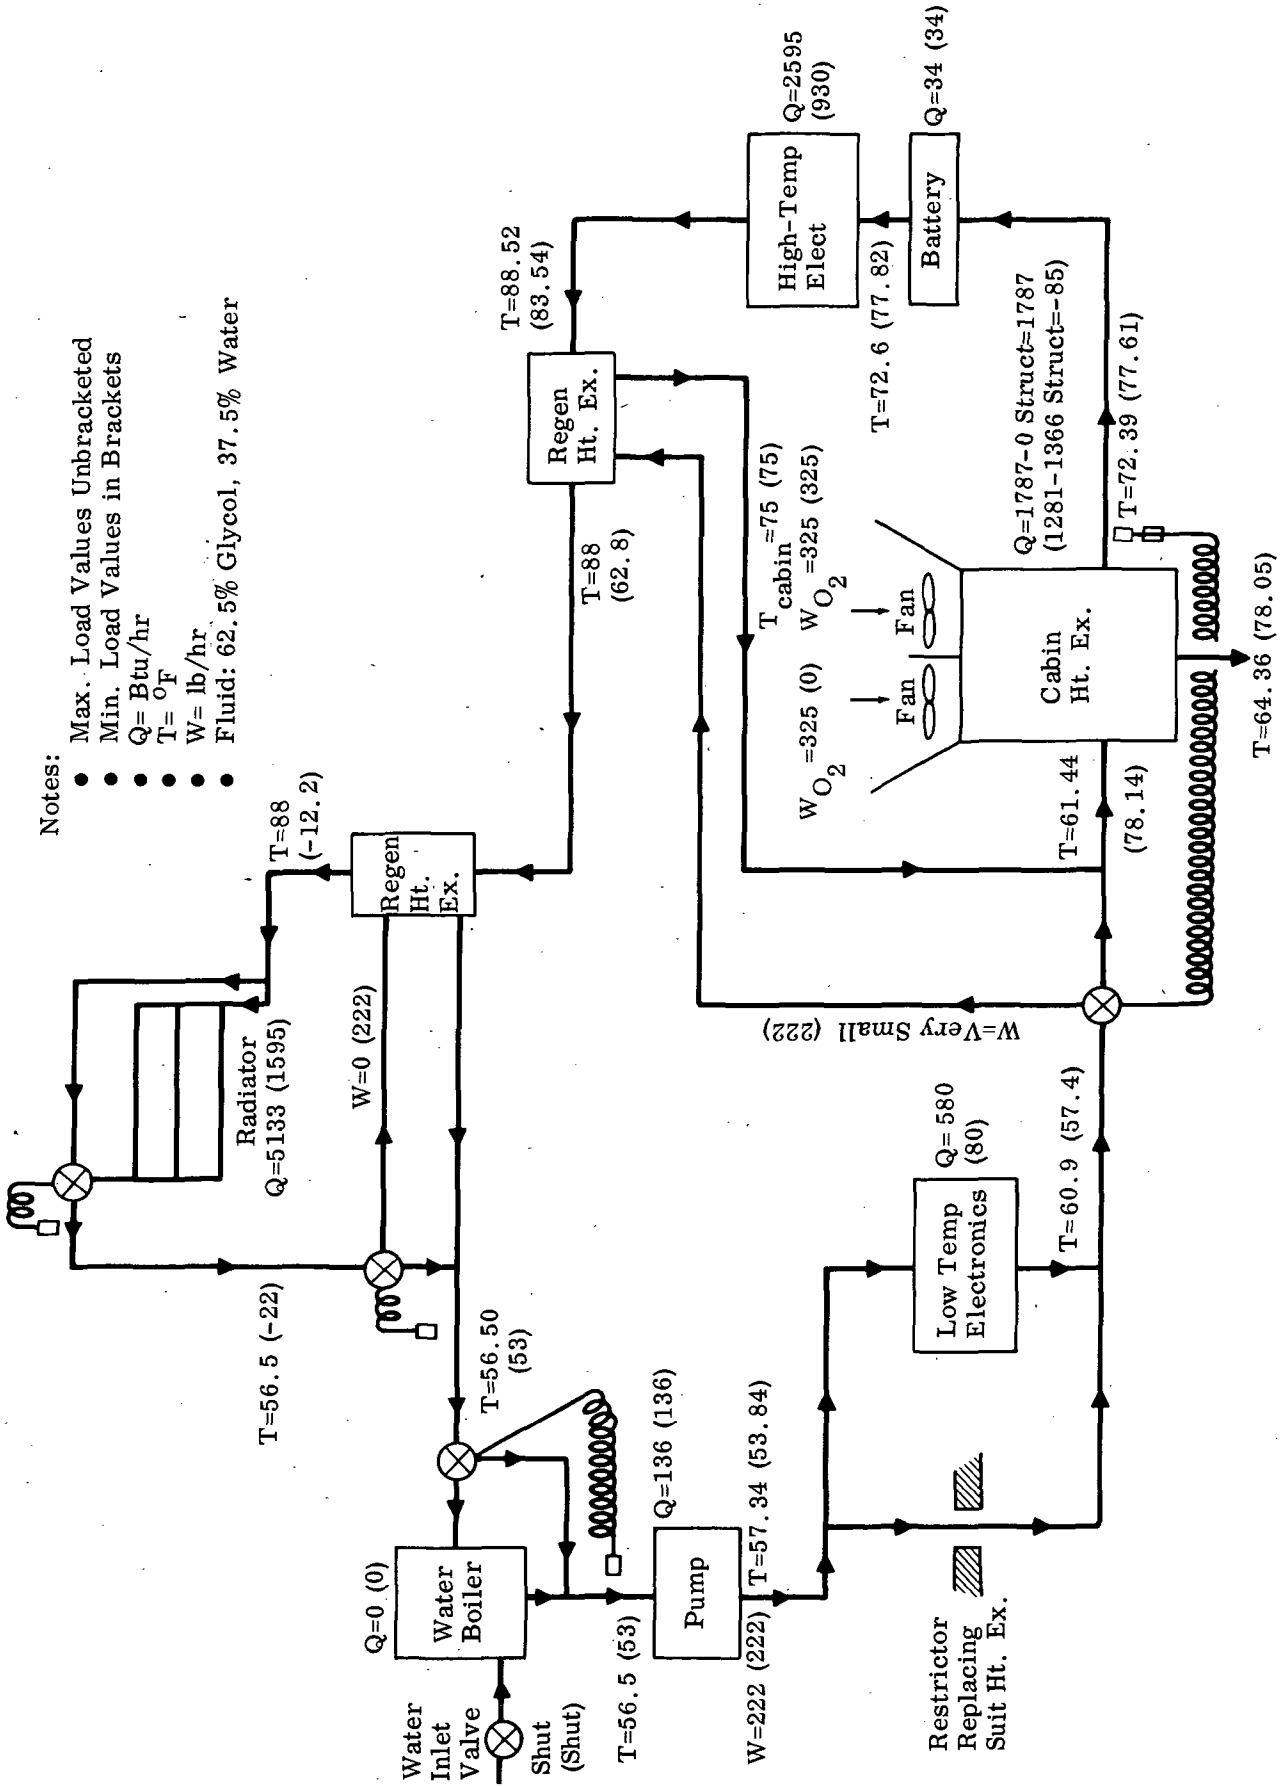 Notes:
● Max. Load Values Unbracketed
● Min. Load Values in Brackets
● Q= Btu/hr
● T= °F
● W= lb/hr
● Fluid: 62.5% Glycol, 37.5% Water
Radiator
Q=5133 (1595)
T=88
(-12.2)
T=56.5 (-22)
W=0 (222)
Regen
Ht.
Ex.
T=88
(62.8)
Regen
Ht. Ex.
T=88.52
(83.54)
T=56.50
(53)
Q=0 (0)
Water
Boiler
Water
Inlet
Valve
Shut
(Shut)
T=56.5 (53)
Pump
Q=136 (136)
W=222 (222)
T=57.34 (53.84)
Restrictor
Replacing
Suit Ht. Ex.
Low Temp
Electronics
Q= 580
(80)
T=60.9 (57.4)
W=Very Small (222)
T=61.44
(78.14)
W O2 =325 (0)
T cabin =75 (75)
W O2 =325 (325)
Fan
Fan
Cabin
Ht. Ex.
T=64.36 (78.05)
Q=1787-0 Struct=1787
(1281-1366 Struct=-85)
T=72.39 (77.61)
Battery
Q=34 (34)
T=72.6 (77.82)
High-Temp
Elect
Q=2595
(930)